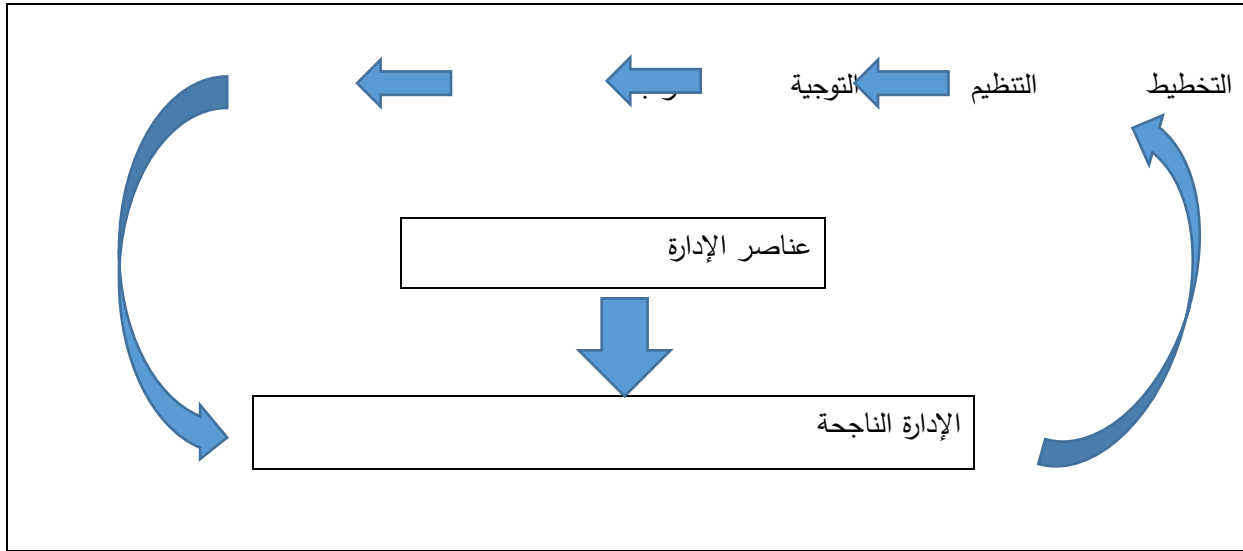 التخطيط التنظيم التوجية
عناصر الإدارة
الإدارة الناجحة